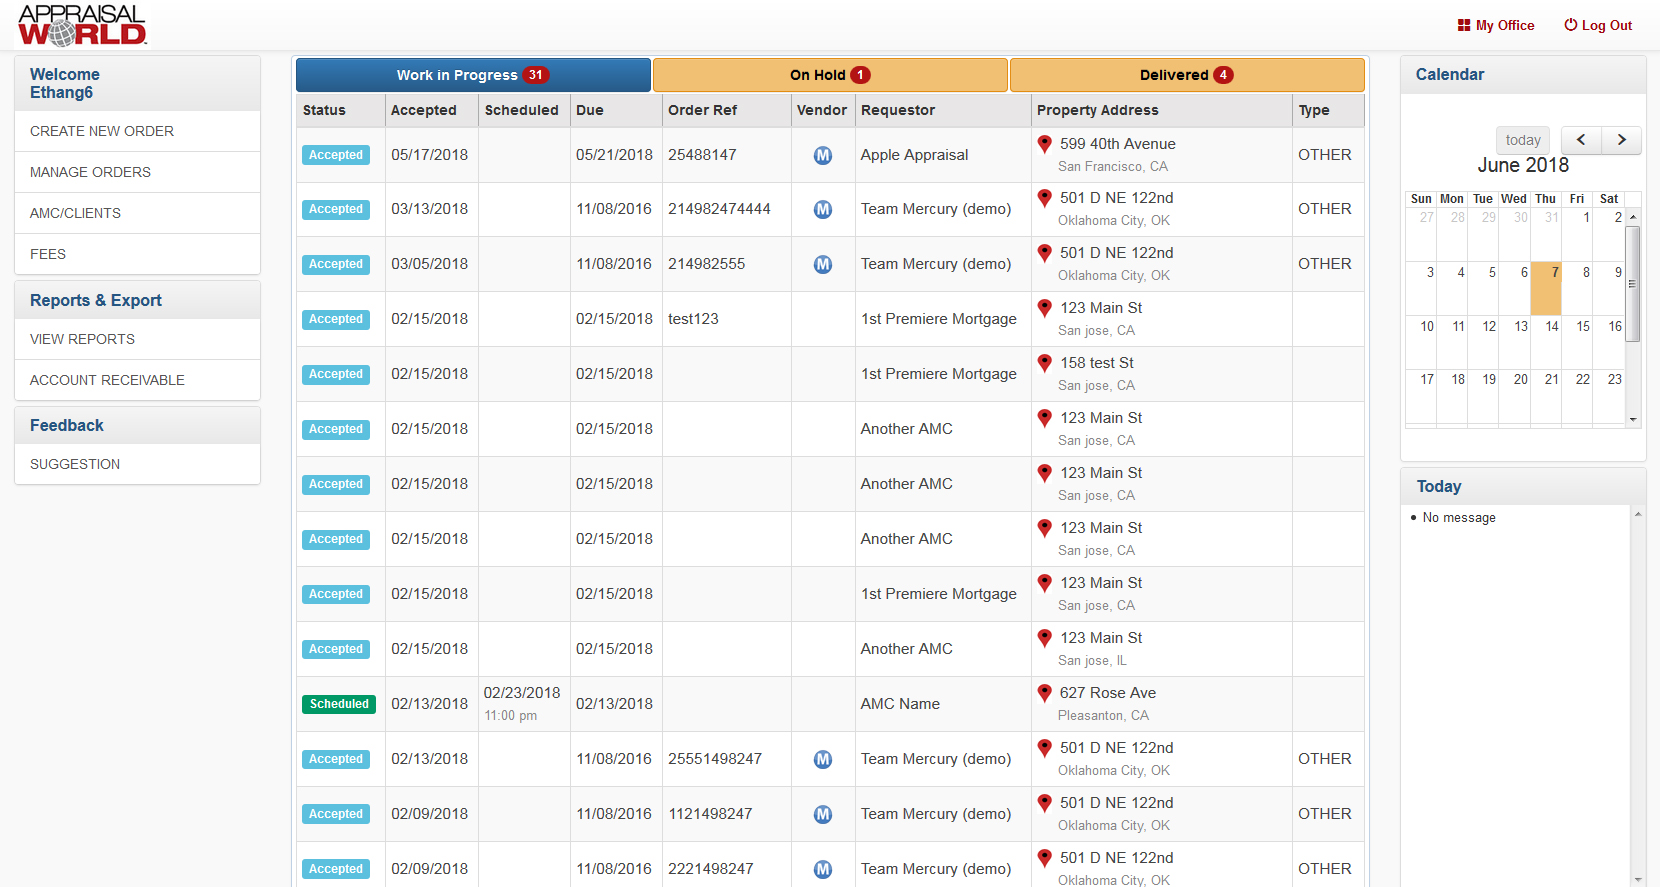 APPRAISAL
WORLD
My Office
Log Out
Welcome
Ethang6
CREATE NEW ORDER
MANAGE ORDERS
AMC/CLIENTS
FEES
Reports & Export
VIEW REPORTS
ACCOUNT RECEIVABLE
Feedback
SUGGESTION
Work in Progress 31
On Hold 1
Delivered 4
Status Accepted Scheduled Due Order Ref Vendor Requestor Property Address Type
Accepted 05/17/2018 05/21/2018 25488147 M Apple Appraisal 599 40th Avenue OTHER
San Francisco, CA
Accepted 03/13/2018 11/08/2016 214982474444 M Team Mercury (demo) 501 D NE 122nd OTHER
Oklahoma City, OK
Accepted 03/05/2018 11/08/2016 214982555 M Team Mercury (demo) 501 D NE 122nd OTHER
Oklahoma City, OK
Accepted 02/15/2018 02/15/2018 test123 1st Premiere Mortgage 123 Main St
San jose, CA
Accepted 02/15/2018 02/15/2018 1st Premiere Mortgage 158 test St
San jose, CA
Accepted 02/15/2018 02/15/2018 Another AMC 123 Main St
San jose, CA
Accepted 02/15/2018 02/15/2018 Another AMC 123 Main St
San jose, CA
Accepted 02/15/2018 02/15/2018 Another AMC 123 Main St
San jose, CA
Accepted 02/15/2018 02/15/2018 1st Premiere Mortgage 123 Main St
San jose, CA
Accepted 02/15/2018 02/15/2018 Another AMC 123 Main St
San jose, IL
Scheduled 02/13/2018 02/23/2018 02/13/2018 AMC Name 627 Rose Ave
11:00 pm Pleasanton, CA
Accepted 02/13/2018 11/08/2016 25551498247 M Team Mercury (demo) 501 D NE 122nd OTHER
Oklahoma City, OK
Accepted 02/09/2018 11/08/2016 1121498247 M Team Mercury (demo) 501 D NE 122nd OTHER
Oklahoma City, OK
Accepted 02/09/2018 11/08/2016 2221498247 M Team Mercury (demo) 501 D NE 122nd OTHER
Oklahoma City, OK
Calendar
today
June 2018
Sun Mon Tue Wed Thu Fri Sat
27 28 29 30 31 1 2
3 4 5 6 7 8 9
10 11 12 13 14 15 16
17 18 19 20 21 22 23
Today
No message